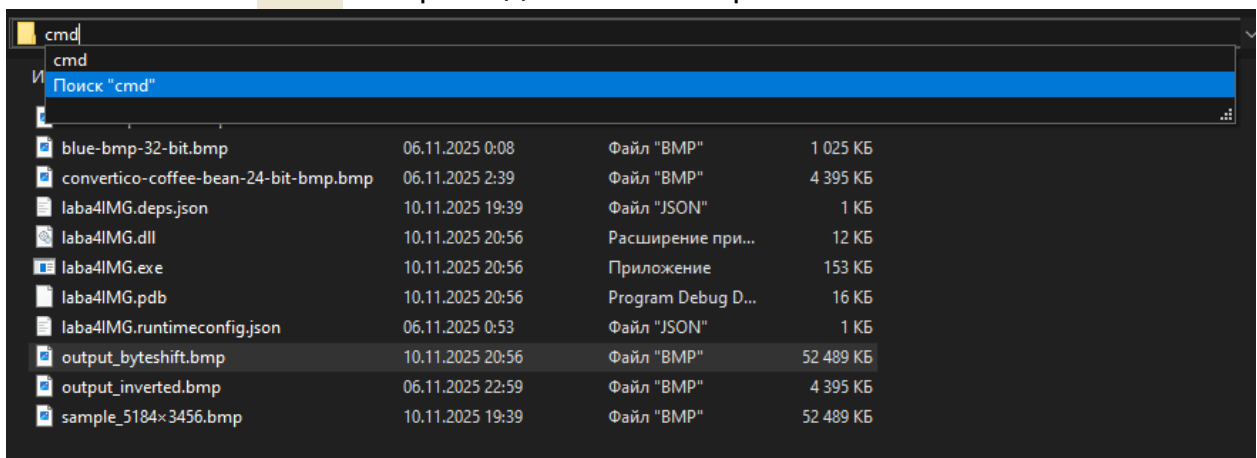 cmd
cmd
И
Поиск "cmd"
blue-bmp-32-bit.bmp 06.11.2025 0:08 Файл "BMP" 1 025 КБ
convertico-coffee-bean-24-bit-bmp.bmp 06.11.2025 2:39 Файл "BMP" 4 395 КБ
laba4IMG.deps.json 10.11.2025 19:39 Файл "JSON" 1 КБ
laba4IMG.dll 10.11.2025 20:56 Расширение при... 12 КБ
laba4IMG.exe 10.11.2025 20:56 Приложение 153 КБ
laba4IMG.pdb 10.11.2025 20:56 Program Debug D... 16 КБ
laba4IMG.runtimeconfig.json 06.11.2025 0:53 Файл "JSON" 1 КБ
output_byteshift.bmp 10.11.2025 20:56 Файл "BMP" 52 489 КБ
output_inverted.bmp 06.11.2025 22:59 Файл "BMP" 4 395 КБ
sample_5184×3456.bmp 10.11.2025 19:39 Файл "BMP" 52 489 КБ